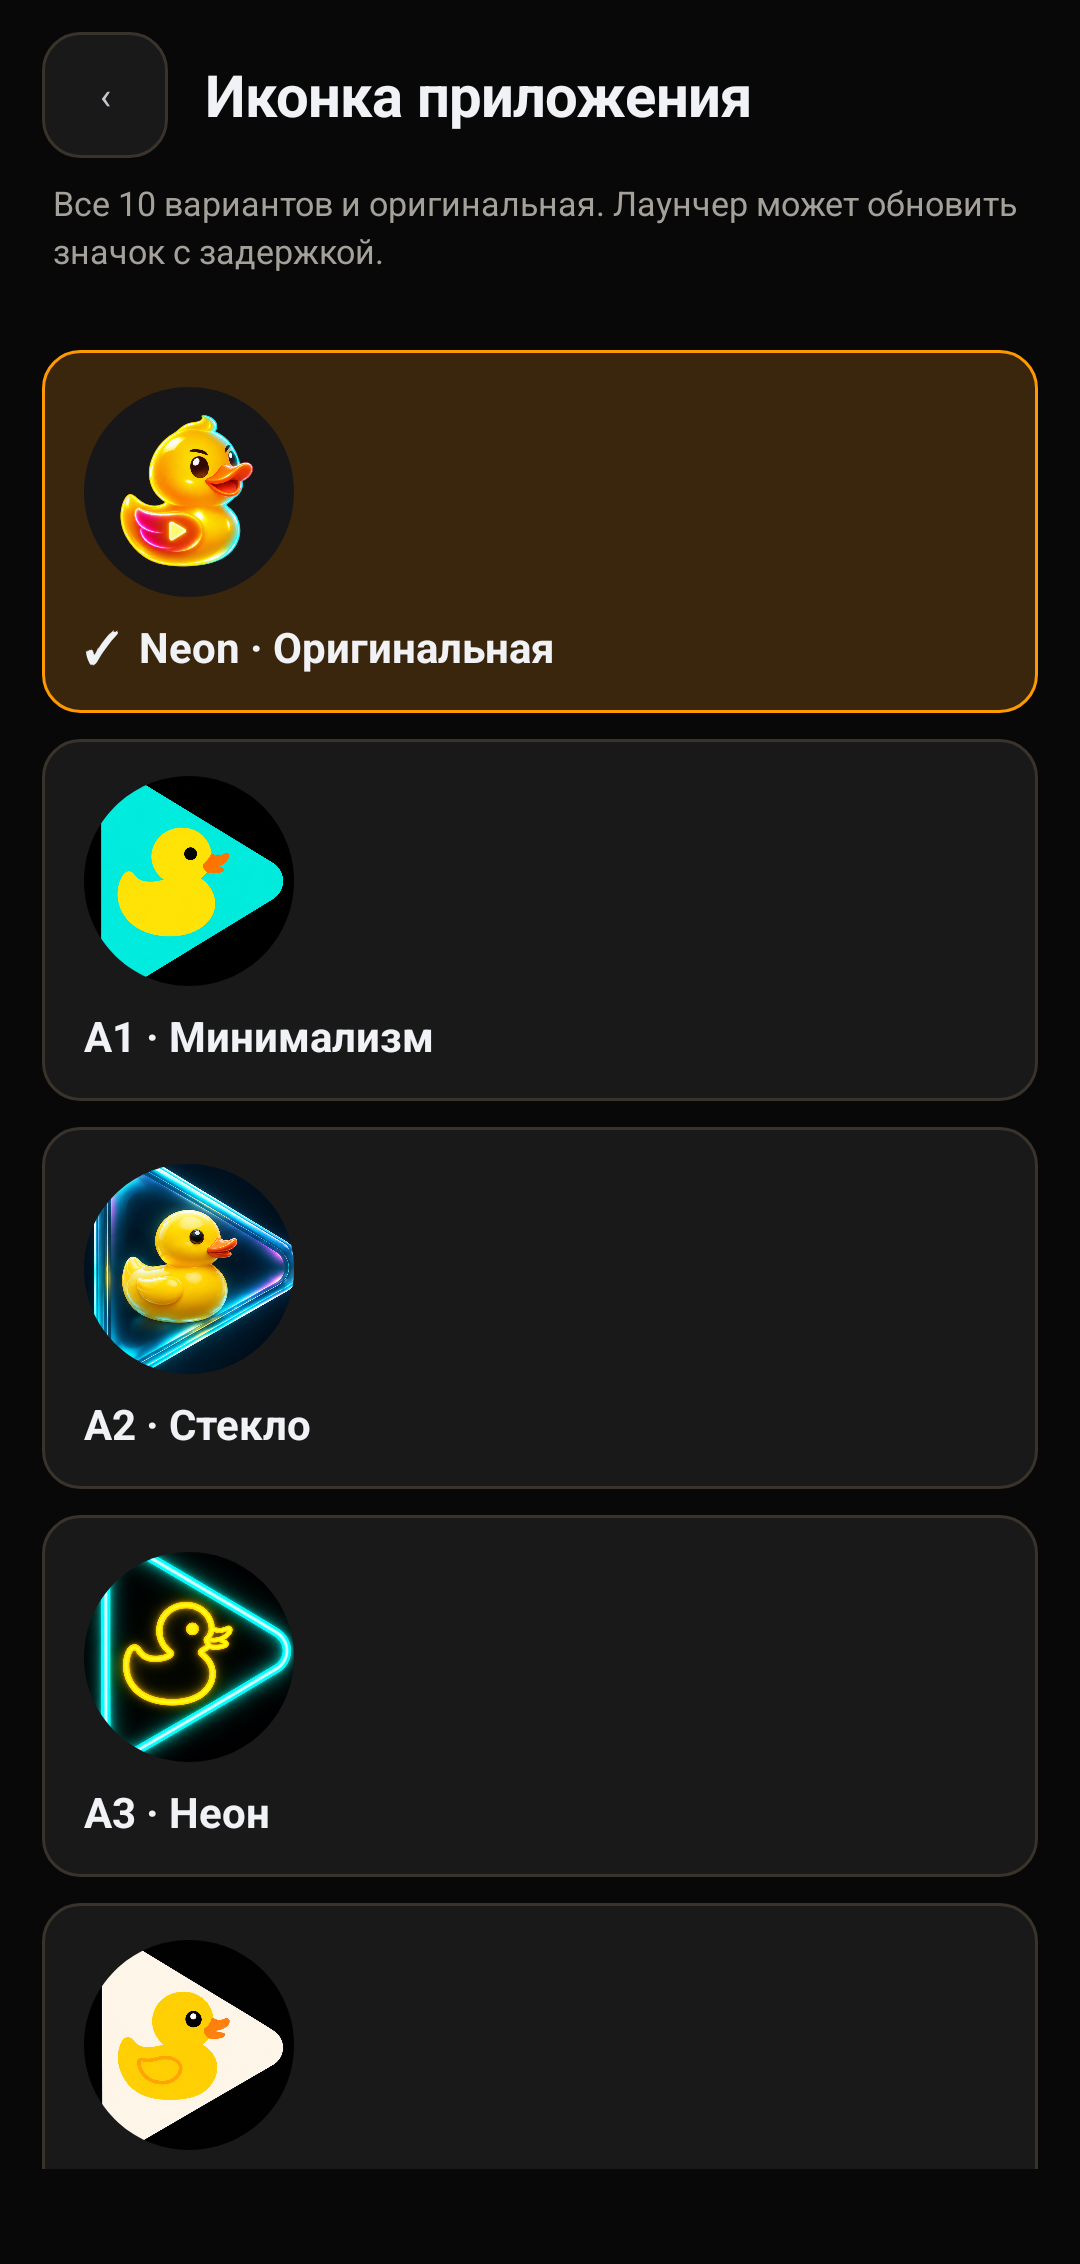 ‹
Иконка приложения
Все 10 вариантов и оригинальная. Лаунчер может обновить
значок с задержкой.
✓ Neon · Оригинальная
A1 · Минимализм
A2 · Стекло
A3 · Неон